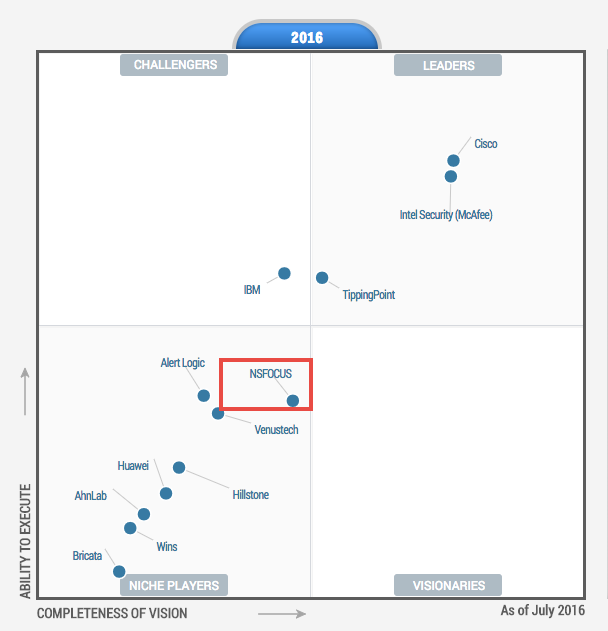 2016
CHALLENGERS
LEADERS
Cisco
Intel Security (McAfee)
IBM
TippingPoint
Alert Logic
NSFOCUS
Venustech
Huawei
Hillstone
AhnLab
Wins
Bricata
NICHE PLAYERS
VISIONARIES
ABILITY TO EXECUTE
COMPLETENESS OF VISION
As of July 2016